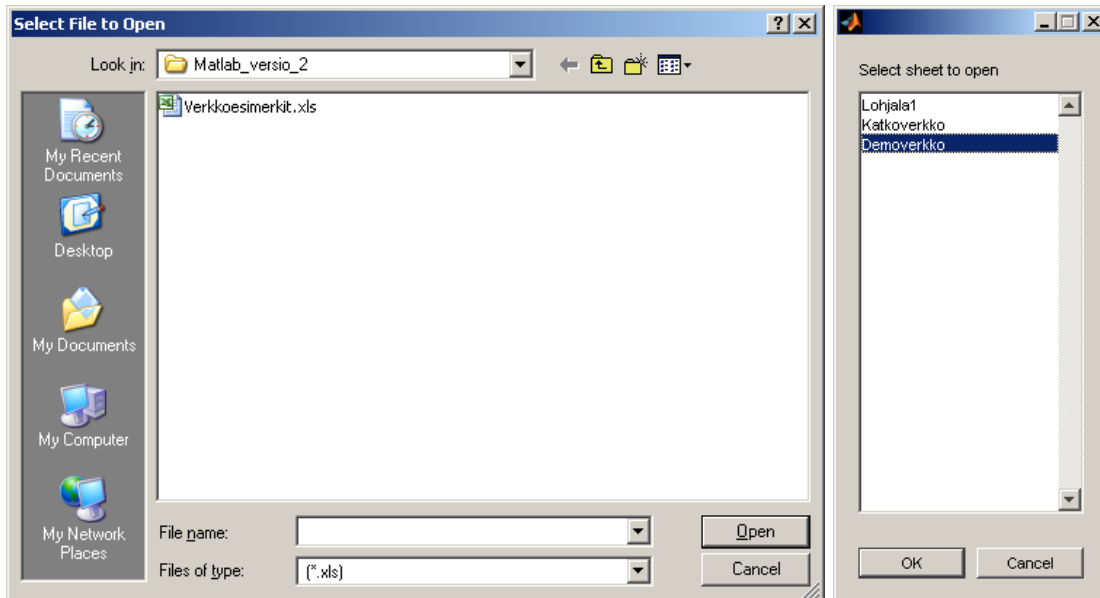 Select File to Open
Look in: Matlab_versio_2
Verkkoesimerkit.xls
My Recent
Documents
Desktop
My Documents
My Computer
My Network
Places
File name:
Open
Files of type: (*.xls)
Cancel
Select sheet to open
Lohjala1
Katkoverkko
Demoverkko
OK
Cancel